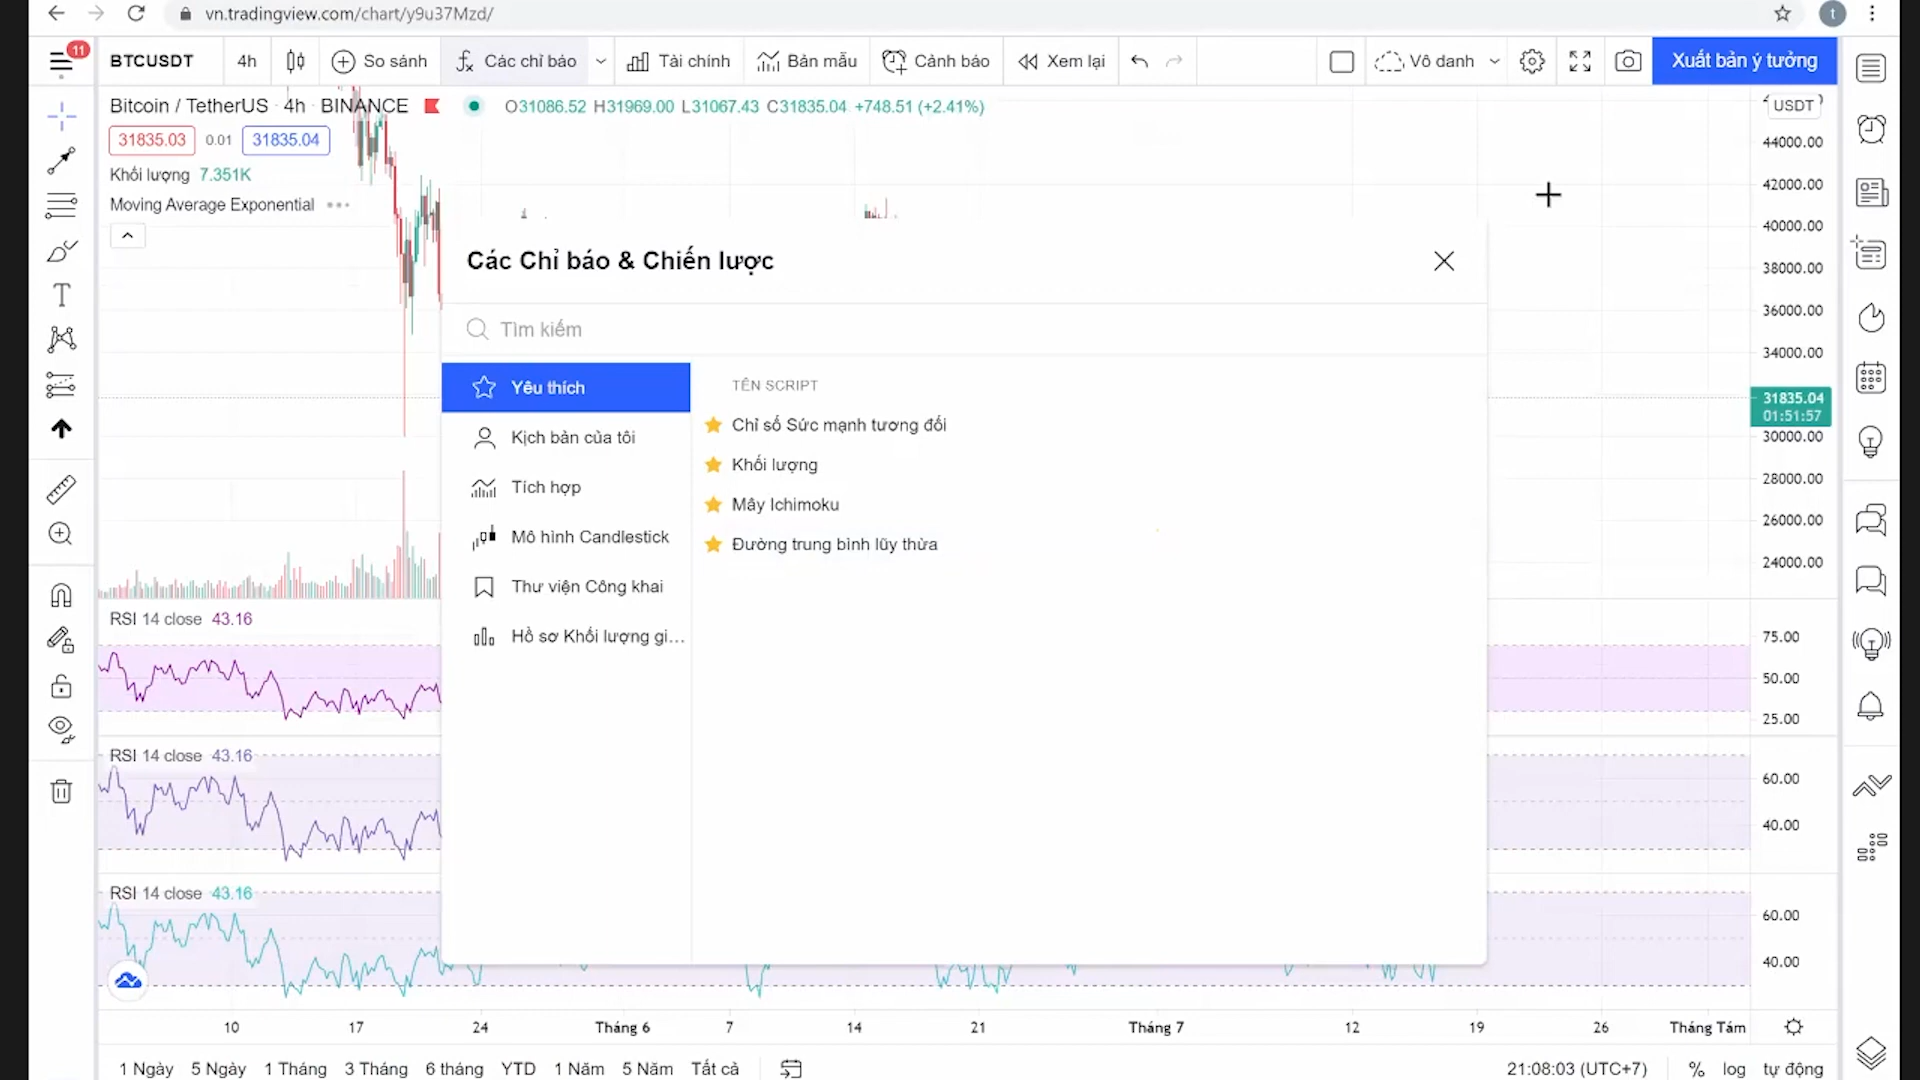 vn.tradingview.com/chart/y9u37Mzd/
t
11
BTCUSDT 4h So sánh Các chỉ báo Tài chính Bản mẫu Cảnh báo Xem lại Vô danh Xuất bản ý tưởng
Bitcoin / TetherUS · 4h · BINANCE O31086.52 H31969.00 L31067.43 C31835.04 +748.51 (+2.41%)
USDT
31835.03 0.01 31835.04
Khối lượng 7.351K
Moving Average Exponential
44000.00
42000.00
40000.00
38000.00
36000.00
34000.00
31835.04
01:51:57
30000.00
28000.00
26000.00
24000.00
Các Chỉ báo & Chiến lược
Tìm kiếm
Yêu thích
Kịch bản của tôi
Tích hợp
Mô hình Candlestick
Thư viện Công khai
Hồ sơ Khối lượng gi...
TÊN SCRIPT
Chỉ số Sức mạnh tương đối
Khối lượng
Mây Ichimoku
Đường trung bình lũy thừa
RSI 14 close 43.16
75.00
50.00
25.00
RSI 14 close 43.16
60.00
40.00
RSI 14 close 43.16
60.00
40.00
10 17 24 Tháng 6 7 14 21 Tháng 7 12 19 26 Tháng Tám
1 Ngày 5 Ngày 1 Tháng 3 Tháng 6 tháng YTD 1 Năm 5 Năm Tất cả 21:08:03 (UTC+7) % log tự động